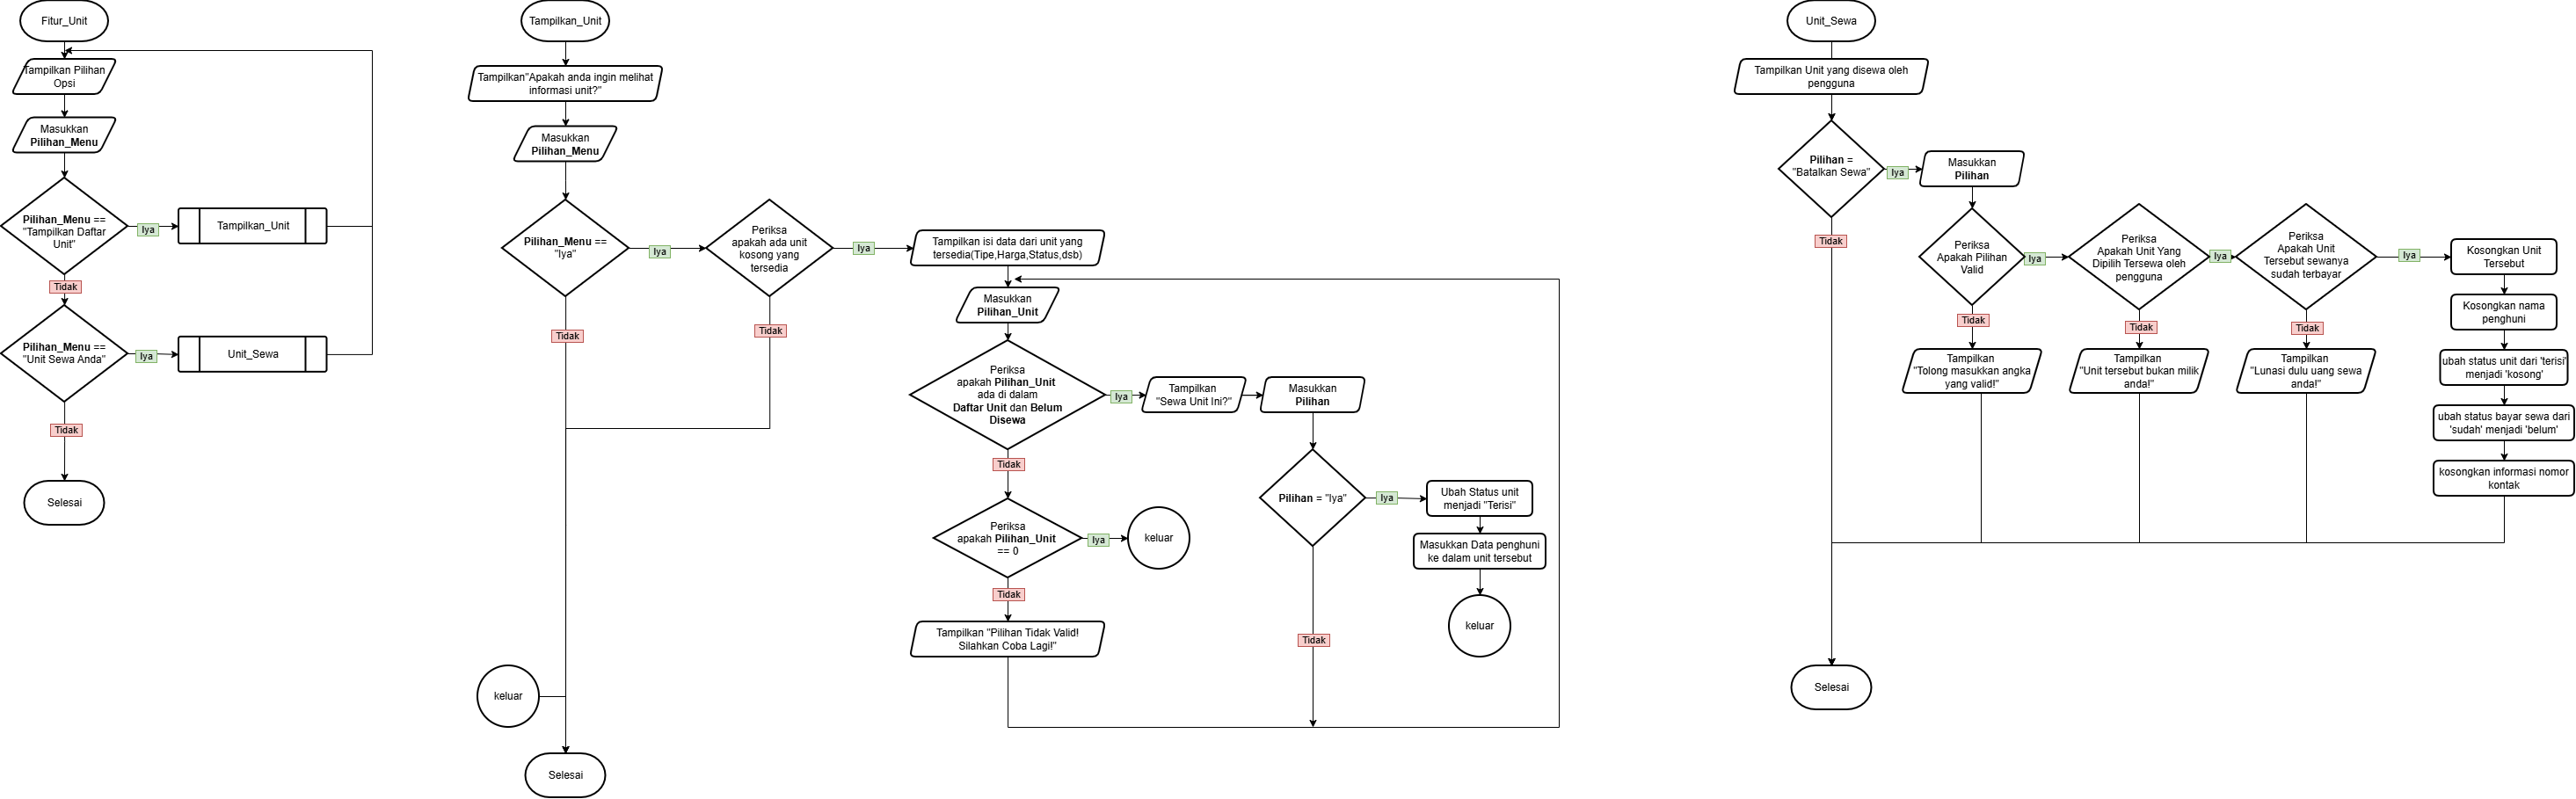 Fitur_Unit
Tampilkan Pilihan
Opsi
Masukkan
Pilihan_Menu
Pilihan_Menu ==
"Tampilkan Daftar
Unit"
Iya
Tampilkan_Unit
Tidak
Pilihan_Menu ==
"Unit Sewa Anda"
Iya
Unit_Sewa
Tidak
Selesai
Tampilkan_Unit
Tampilkan"Apakah anda ingin melihat
informasi unit?"
Masukkan
Pilihan_Menu
Pilihan_Menu ==
"Iya"
Iya
Tidak
Periksa
apakah ada unit
kosong yang
tersedia
Iya
Tidak
Tampilkan isi data dari unit yang
tersedia(Tipe,Harga,Status,dsb)
Masukkan
Pilihan_Unit
Periksa
apakah Pilihan_Unit
ada di dalam
Daftar Unit dan Belum
Disewa
Iya
Tampilkan
"Sewa Unit Ini?"
Masukkan
Pilihan
Tidak
Periksa
apakah Pilihan_Unit
== 0
Iya
keluar
Tidak
Tampilkan "Pilihan Tidak Valid!
Silahkan Coba Lagi!"
Pilihan = "Iya"
Iya
Ubah Status unit
menjadi "Terisi"
Masukkan Data penghuni
ke dalam unit tersebut
keluar
Tidak
keluar
Selesai
Unit_Sewa
Tampilkan Unit yang disewa oleh
pengguna
Pilihan =
"Batalkan Sewa"
Iya
Masukkan
Pilihan
Tidak
Periksa
Apakah Pilihan
Valid
Iya
Tidak
Tampilkan
"Tolong masukkan angka
yang valid!"
Periksa
Apakah Unit Yang
Dipilih Tersewa oleh
pengguna
Iya
Tidak
Tampilkan
"Unit tersebut bukan milik
anda!"
Periksa
Apakah Unit
Tersebut sewanya
sudah terbayar
Iya
Tidak
Tampilkan
"Lunasi dulu uang sewa
anda!"
Kosongkan Unit
Tersebut
Kosongkan nama
penghuni
ubah status unit dari 'terisi'
menjadi 'kosong'
ubah status bayar sewa dari
'sudah' menjadi 'belum'
kosongkan informasi nomor
kontak
Selesai